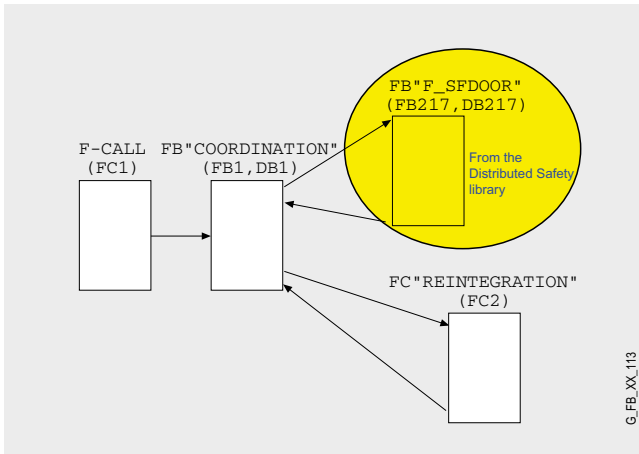 FB"F_SFDOOR"
(FB217,DB217)
F-CALL
(FC1)
FB"COORDINATION"
(FB1,DB1)
From the
Distributed Safety
library
FC"REINTEGRATION"
(FC2)
G_FB_XX_113